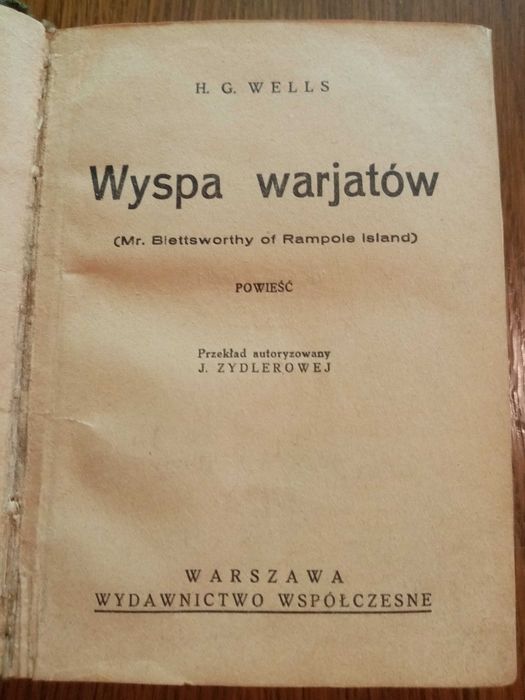 H. G. WELLS
Wyspa warjatów
(Mr. Blettsworthy of Rampole Island)
POWIEŚĆ
Przekład autoryzowany
J. ZYDLEROWEJ
WARSZAWA
WYDAWNICTWO WSPÓŁCZESNE